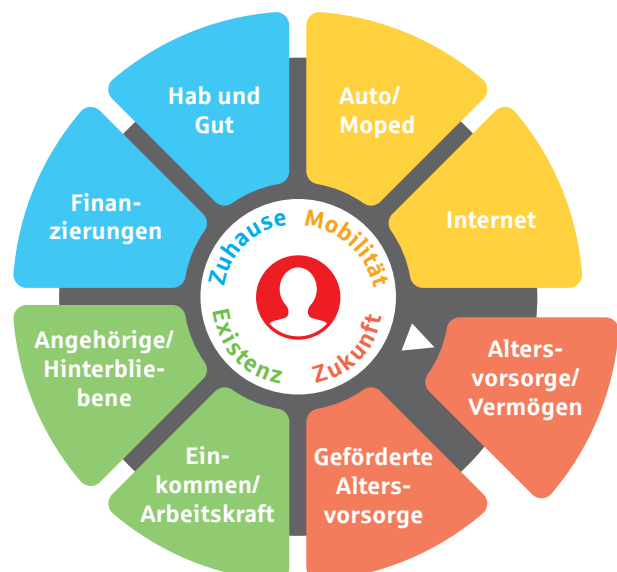 Hab und
Gut
Auto/
Moped
Finan-
zierungen
Internet
Zuhause
Mobilität
Existenz
Zukunft
Angehörige/
Hinterblie-
bene
Alters-
vorsorge/
Vermögen
Ein-
kommen/
Arbeitskraft
Geförderte
Alters-
vorsorge